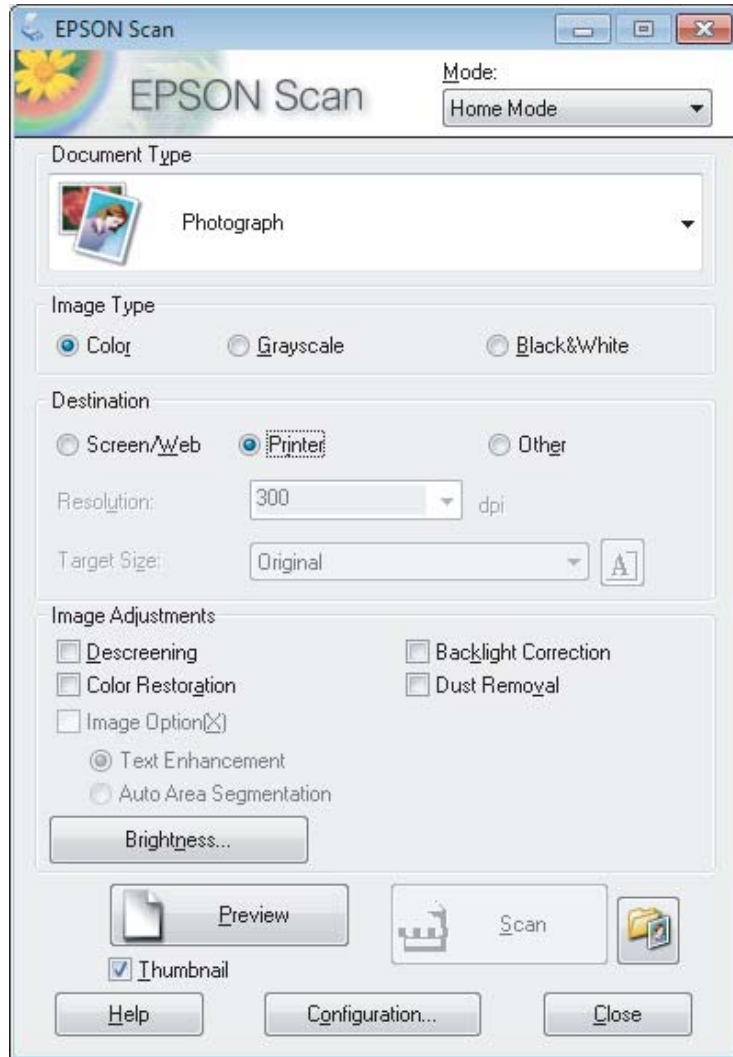 EPSON Scan
EPSON Scan
Mode:
Home Mode
Document Type
Photograph
Image Type
Color Grayscale Black&White
Destination
Screen/Web Printer Other
Resolution: 300 dpi
Target Size: Original A
Image Adjustments
Descreening Backlight Correction
Color Restoration Dust Removal
Image Option(X)
Text Enhancement
Auto Area Segmentation
Brightness...
Preview Scan
Thumbnail
Help Configuration... Close